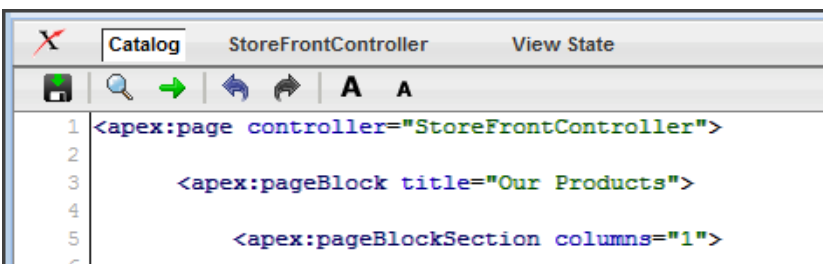 Catalog StoreFrontController View State
A A
1 <apex:page controller="StoreFrontController">
2
3 <apex:pageBlock title="Our Products">
4
5 <apex:pageBlockSection columns="1">